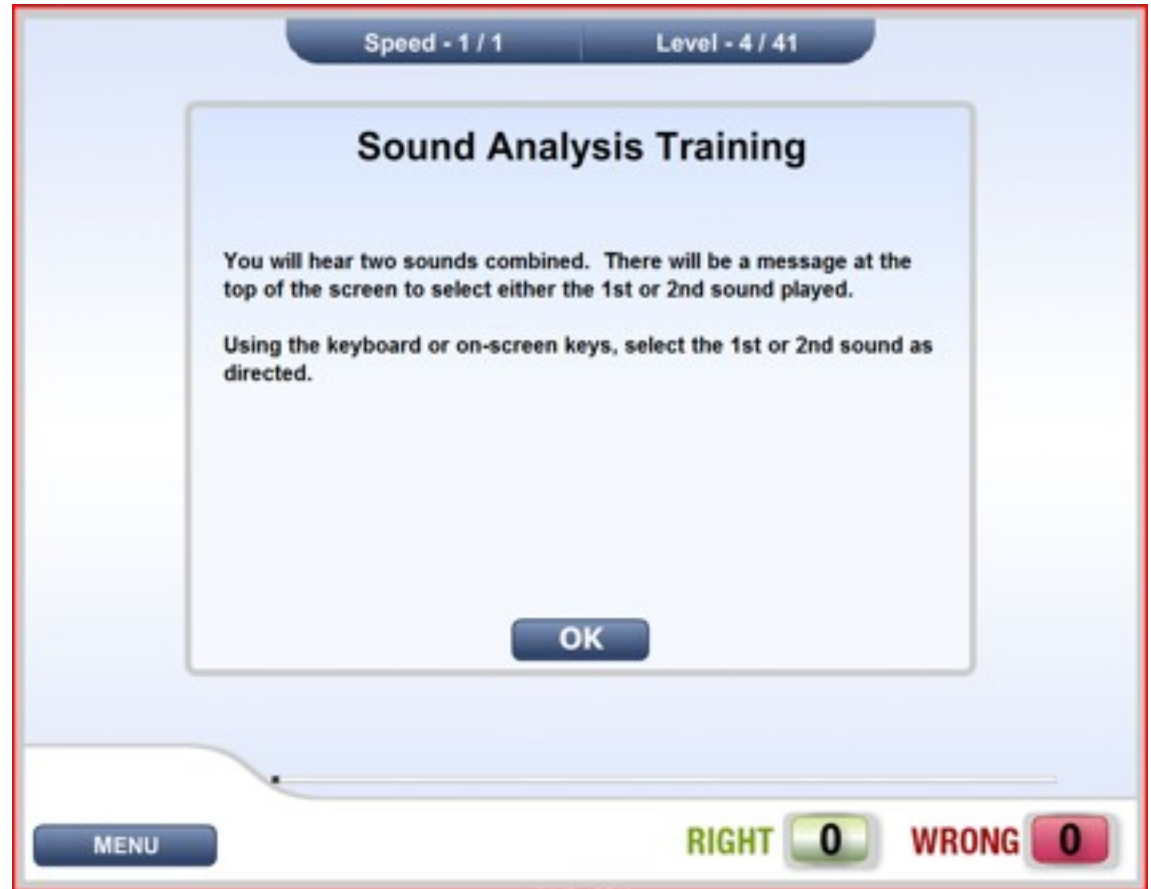 Speed - 1 / 1 Level - 4 / 41
Sound Analysis Training
You will hear two sounds combined.  There will be a message at the
top of the screen to select either the 1st or 2nd sound played.
Using the keyboard or on-screen keys, select the 1st or 2nd sound as
directed.
OK
MENU RIGHT 0 WRONG 0